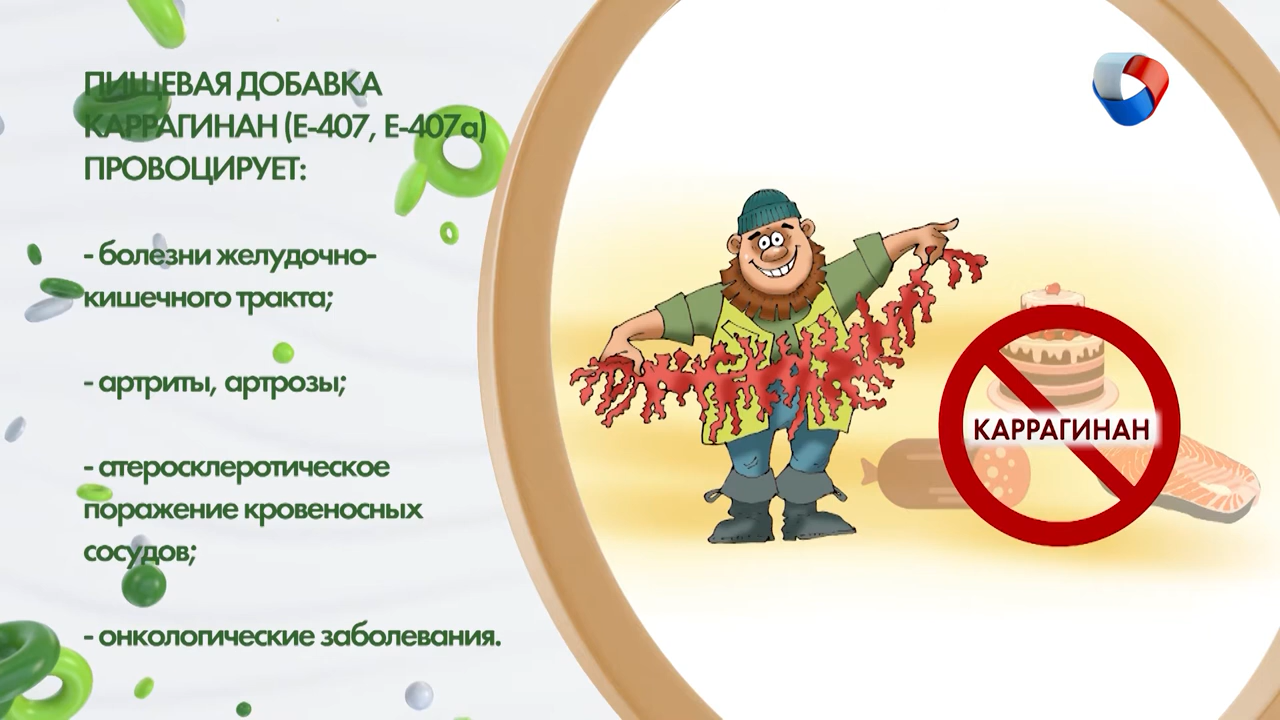 ПИЩЕВАЯ ДОБАВКА
КАРРАГИНАН (Е-407, Е-407а)
ПРОВОЦИРУЕТ:
- болезни желудочно-
кишечного тракта;
- артриты, артрозы;
- атеросклеротическое
поражение кровеносных
сосудов;
- онкологические заболевания.
КАРРАГИНАН